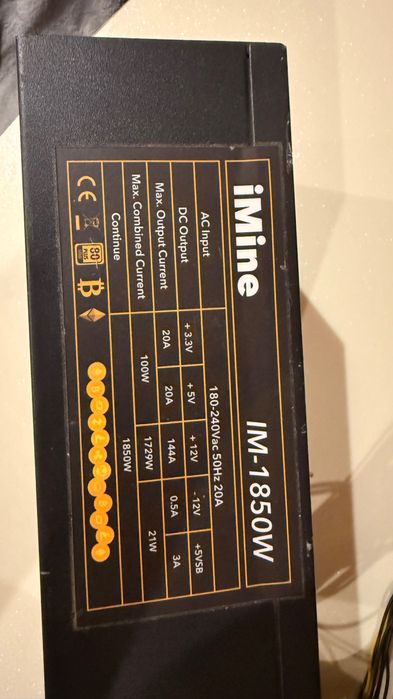 iMine IM-1850W
AC Input 180-240Vac 50Hz 20A
DC Output + 3.3V + 5V + 12V - 12V +5VSB
Max. Output Current 20A 20A 144A 0.5A 3A
Max. Combined Current 100W 1729W 21W
Continue 1850W
CE 80 PLUS